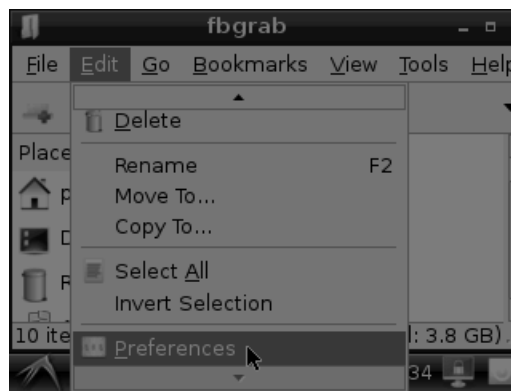 fbgrab
File Edit Go Bookmarks View Tools Help
Delete
Place
Rename F2
Move To...
Copy To...
Select All
Invert Selection
10 ite : 3.8 GB)
Preferences
34